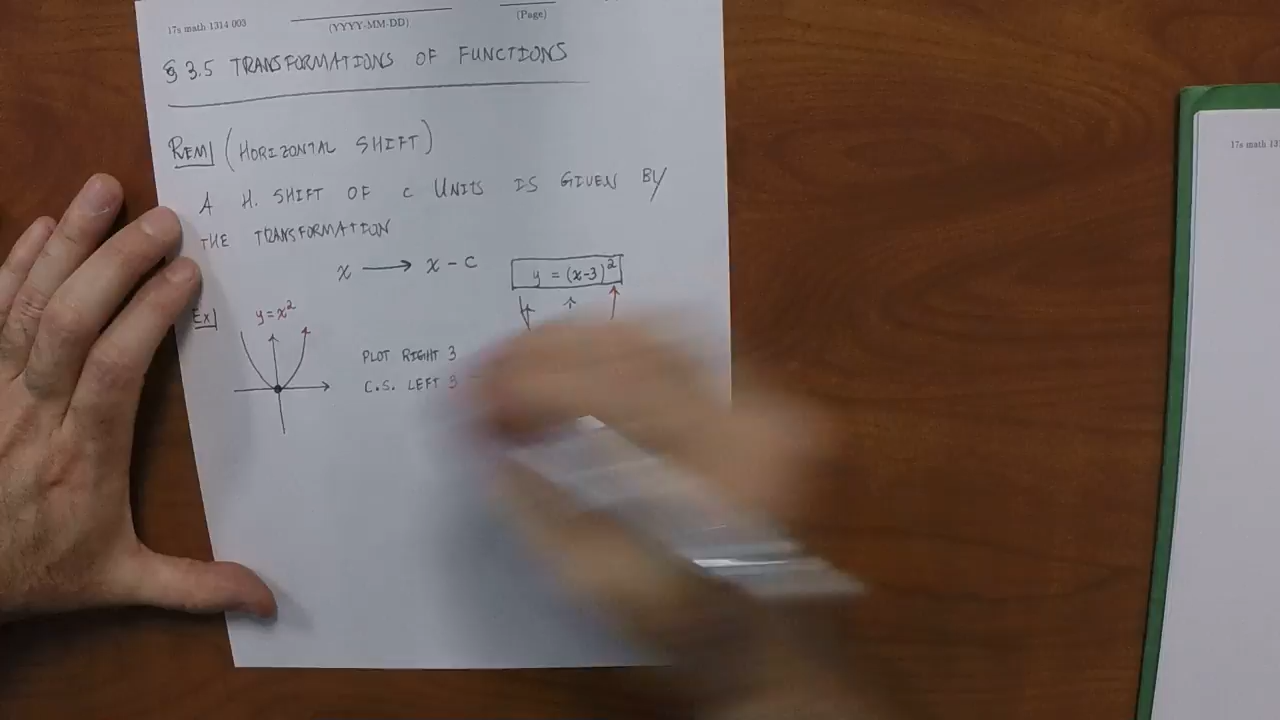 17s math 1314 003
(YYYY-MM-DD)
(Page)
§ 3.5 TRANSFORMATIONS OF FUNCTIONS
REM (HORIZONTAL SHIFT)
A H. SHIFT OF c UNITS IS GIVEN BY
THE TRANSFORMATION
x → x - c
y = (x-3)²
Ex
y = x²
PLOT RIGHT 3
C.S. LEFT 3
17s math 13